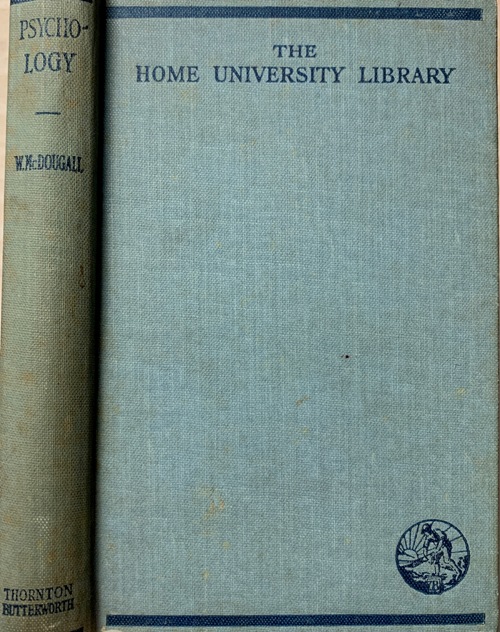 PSYCHO-
LOGY
W. McDOUGALL
THORNTON
BUTTERWORTH
THE
HOME UNIVERSITY LIBRARY